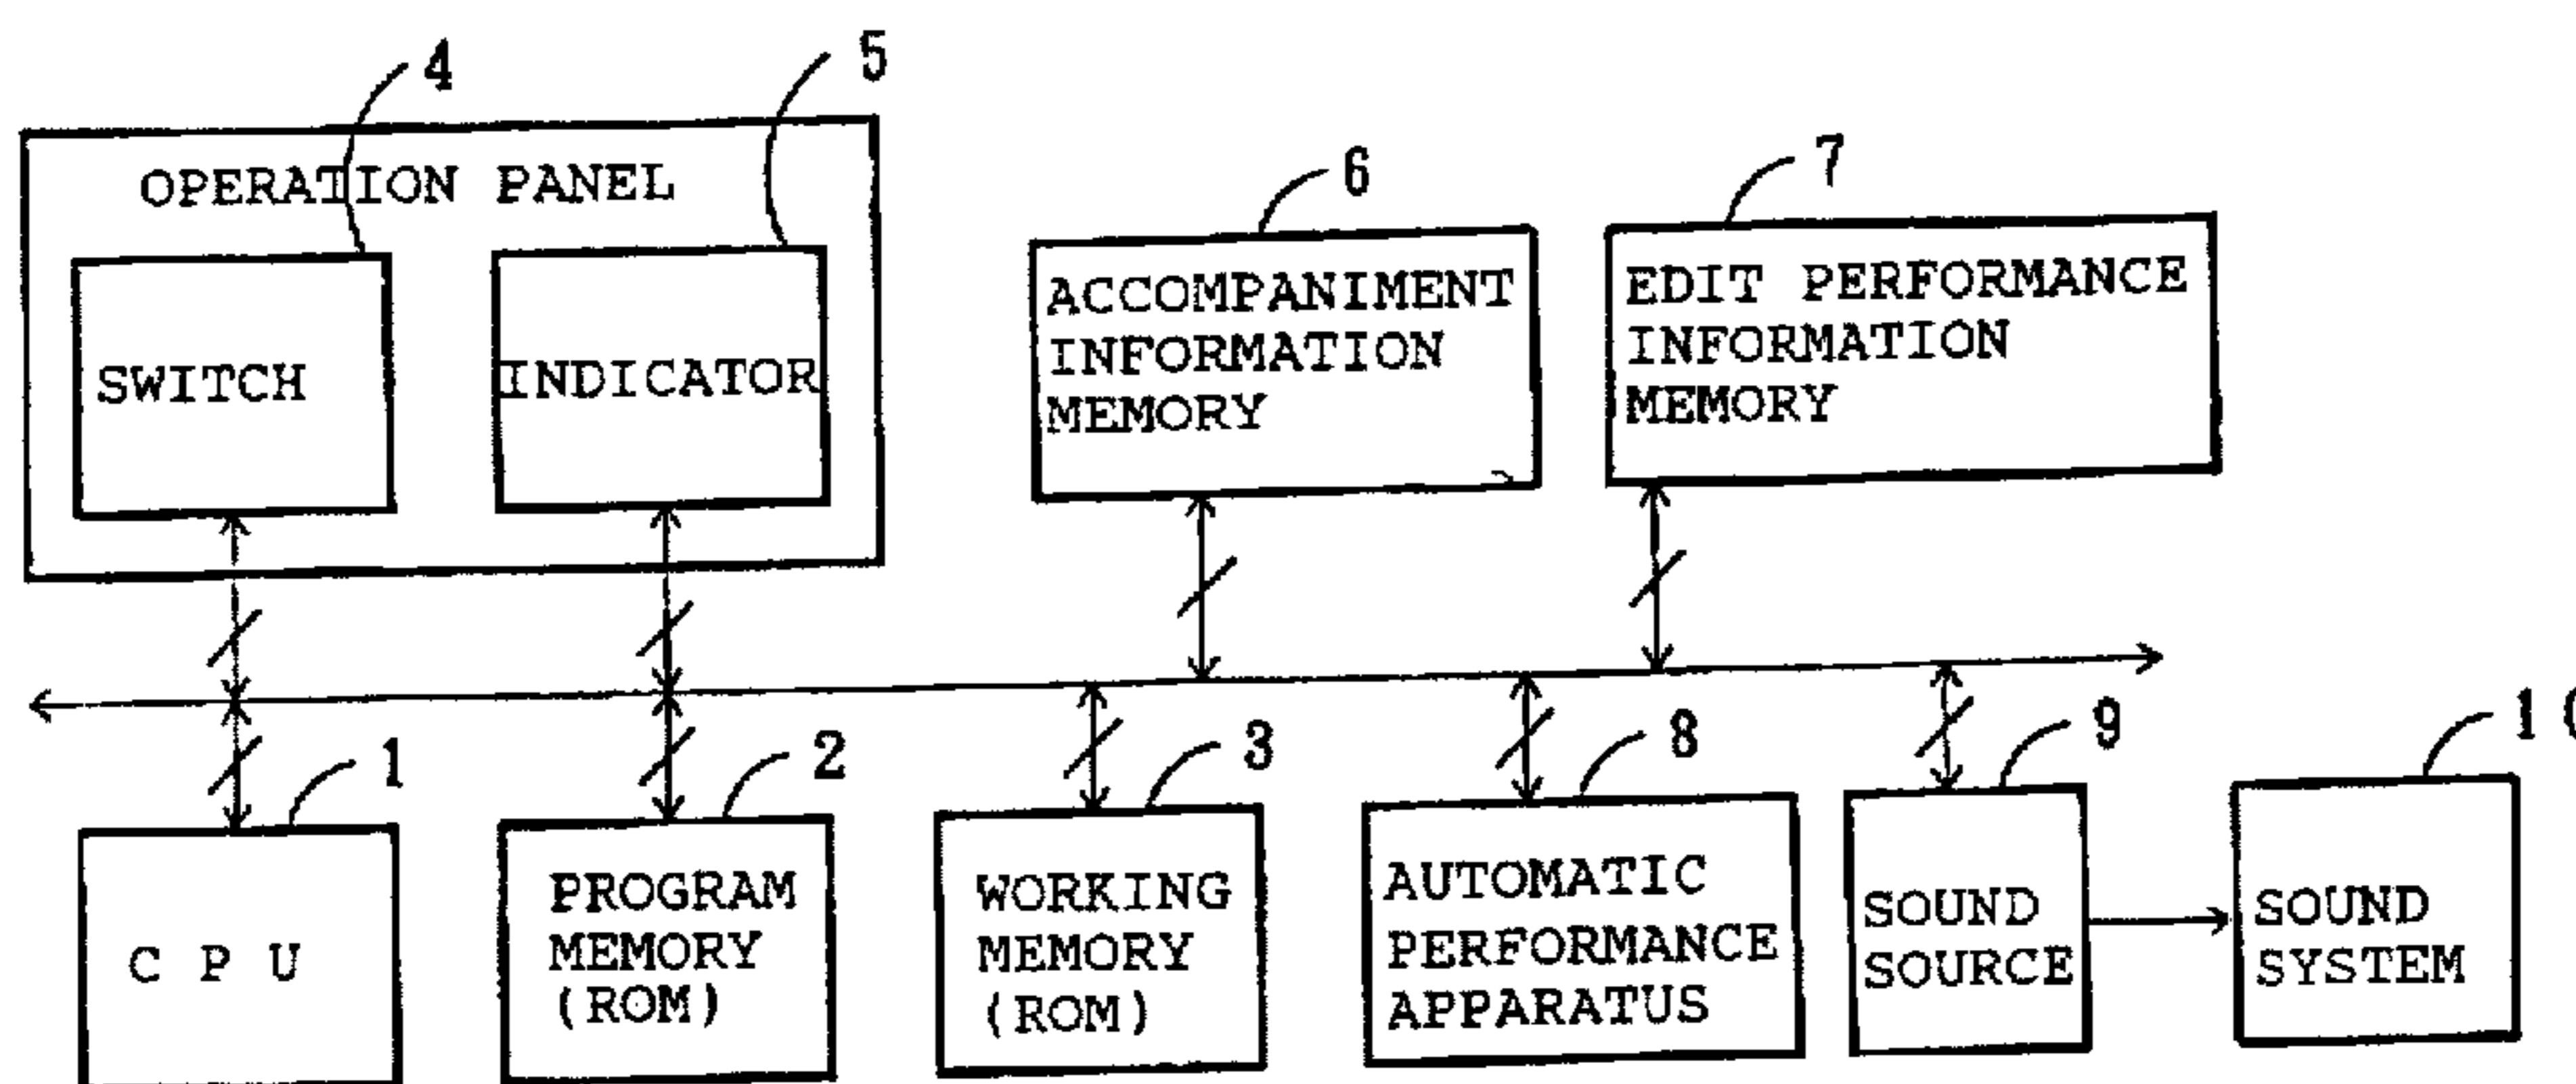 4
5
OPERATION PANEL
SWITCH
INDICATOR
6
ACCOMPANIMENT
INFORMATION
MEMORY
7
EDIT PERFORMANCE
INFORMATION
MEMORY
1
C P U
2
PROGRAM
MEMORY
(ROM)
3
WORKING
MEMORY
(ROM)
8
AUTOMATIC
PERFORMANCE
APPARATUS
9
SOUND
SOURCE
SOUND
SYSTEM